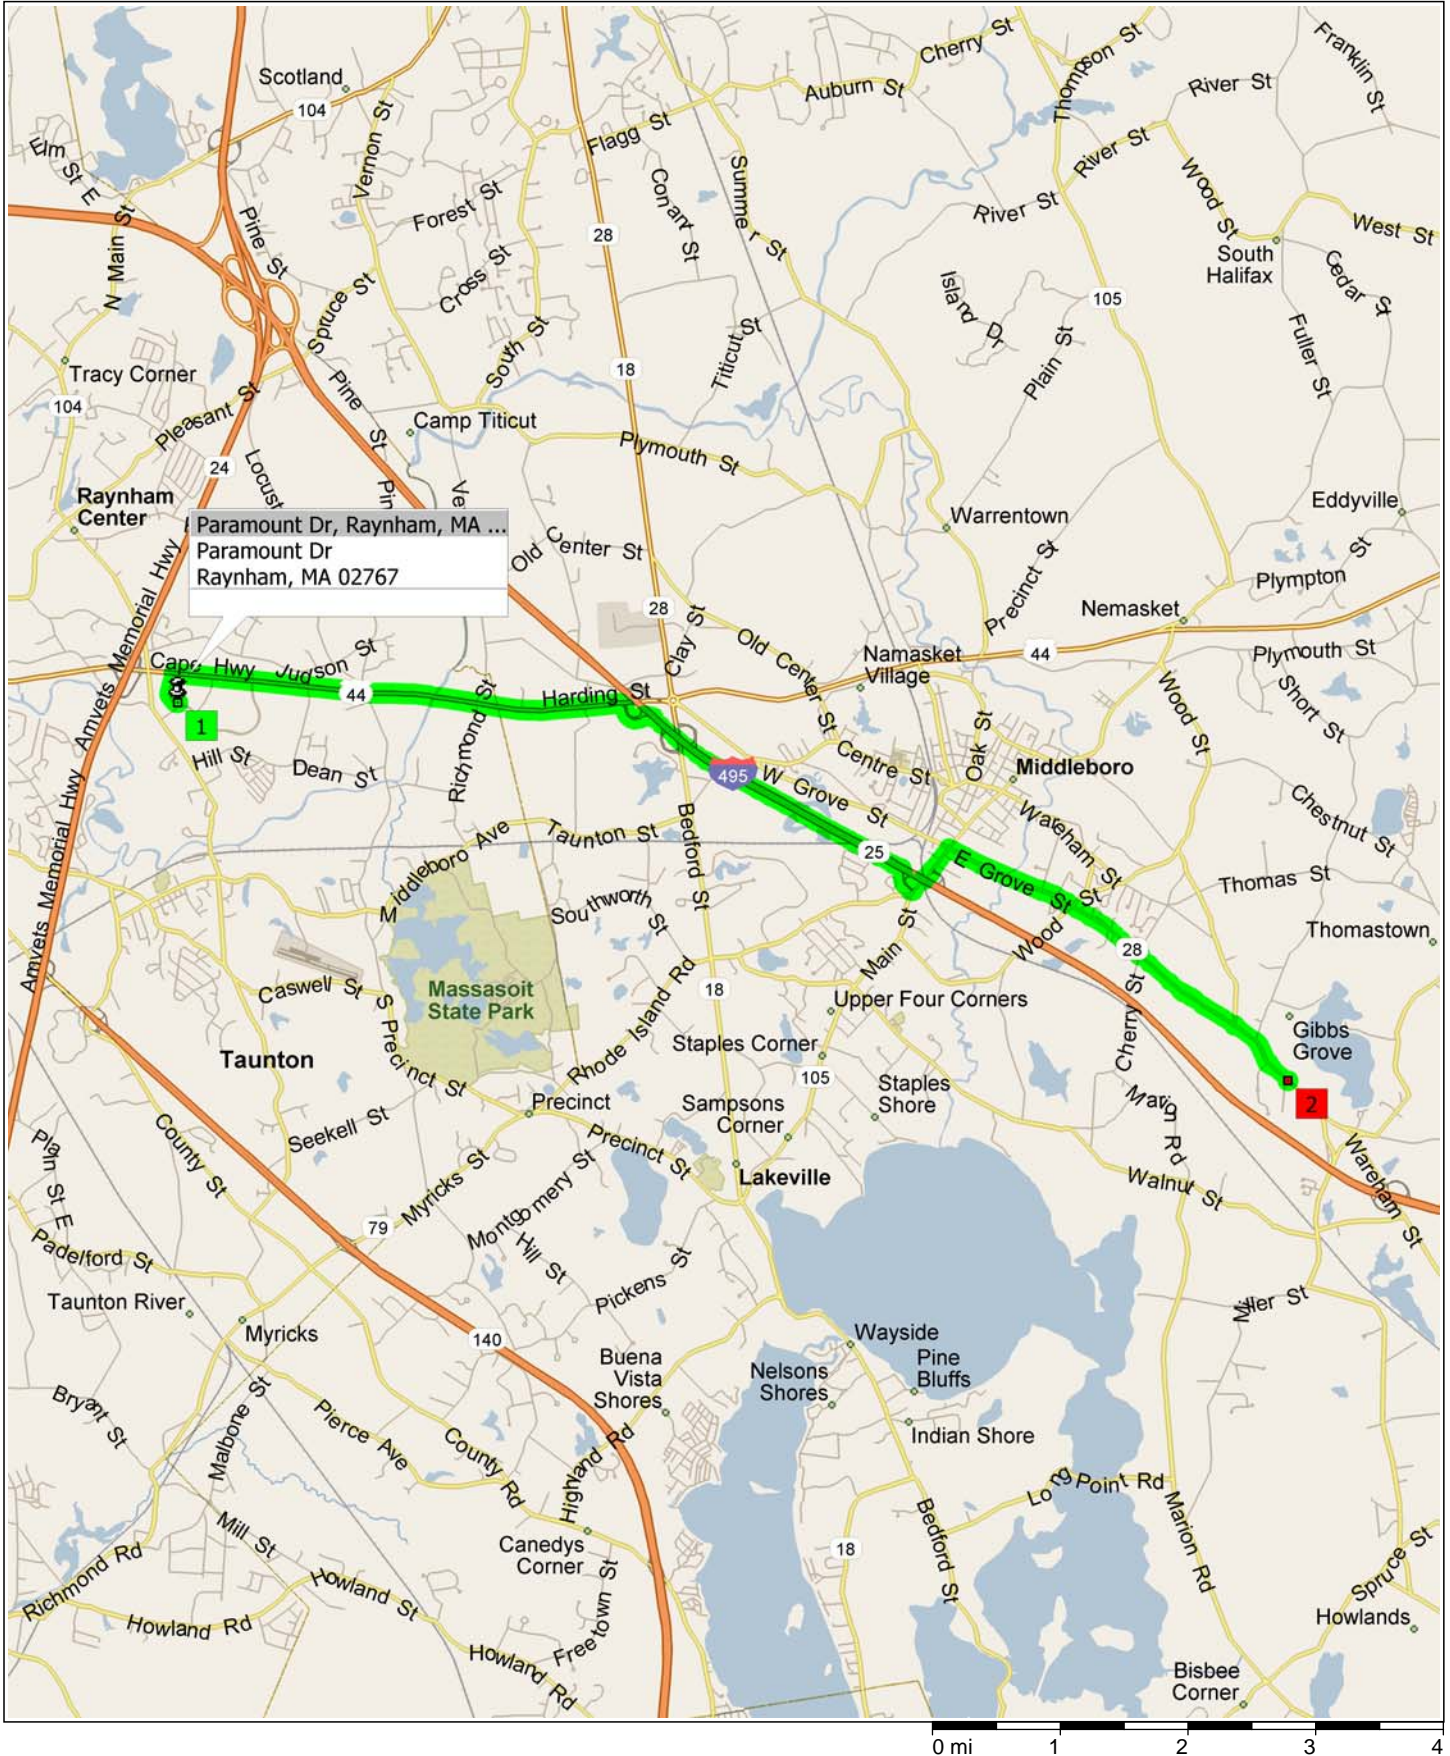 Scotland
104
Cherry St
Thompson St
Franklin St
River St
Auburn St
Elm St E
Vernon St
Flagg St
River St
Summer St
Conant St
Wood St
Forest St
River St
N Main St
Pine St
28
West St
South
Halifax
Cross St
Cedar St
Island Dr
105
Spruce St
South St
Titicut St
Plain St
Fuller St
Tracy Corner
18
Pine St
104
Pleasant St
Camp Titicut
Plymouth St
24
Locust
Raynham
Center
Pin
Ve
Eddyville
Warrentown
Paramount Dr, Raynham, MA ...
Paramount Dr
Raynham, MA 02767
Old Center St
Precinct St
Plympton St
Amvets Memorial Hwy
28
Nemasket
Clay St
Old Center St
Namasket
Village
44
Plymouth St
Cape Hwy
Judson St
44
Harding St
Richmond St
Wood St
Short St
1
Hill St
Dean St
495
W Grove St
Centre St
Oak St
Middleboro
Chestnut St
Amvets Memorial Hwy
Bedford St
Wareham St
Middleboro Ave
Taunton St
25
E Grove St
Thomas St
Southworth St
Main St
Wood St
28
Thomastown
Caswell St
S Precinct St
Massasoit
State Park
Rhode Island Rd
18
Upper Four Corners
Cherry St
Gibbs
Grove
Taunton
Staples Corner
105
Staples
Shore
2
Precinct
Sampsons
Corner
Marion Rd
County St
Seekell St
Precinct St
Lakeville
Walnut St
Wareham St
Plain St E
79
Myricks St
Montgomery St
Hill St
Padelford St
Pickens St
Taunton River
Myricks
Miller St
140
Wayside
Buena
Vista
Shores
Nelsons
Shores
Pine
Bluffs
Bryant St
Malbone St
Pierce Ave
County Rd
Highland Rd
Indian Shore
Long Point Rd
Mill St
Canedys
Corner
18
Bedford St
Marion Rd
Spruce St
Richmond Rd
Howland St
Howland Rd
Freetown St
Howlands
Howland Rd
Bisbee
Corner
0 mi 1 2 3 4